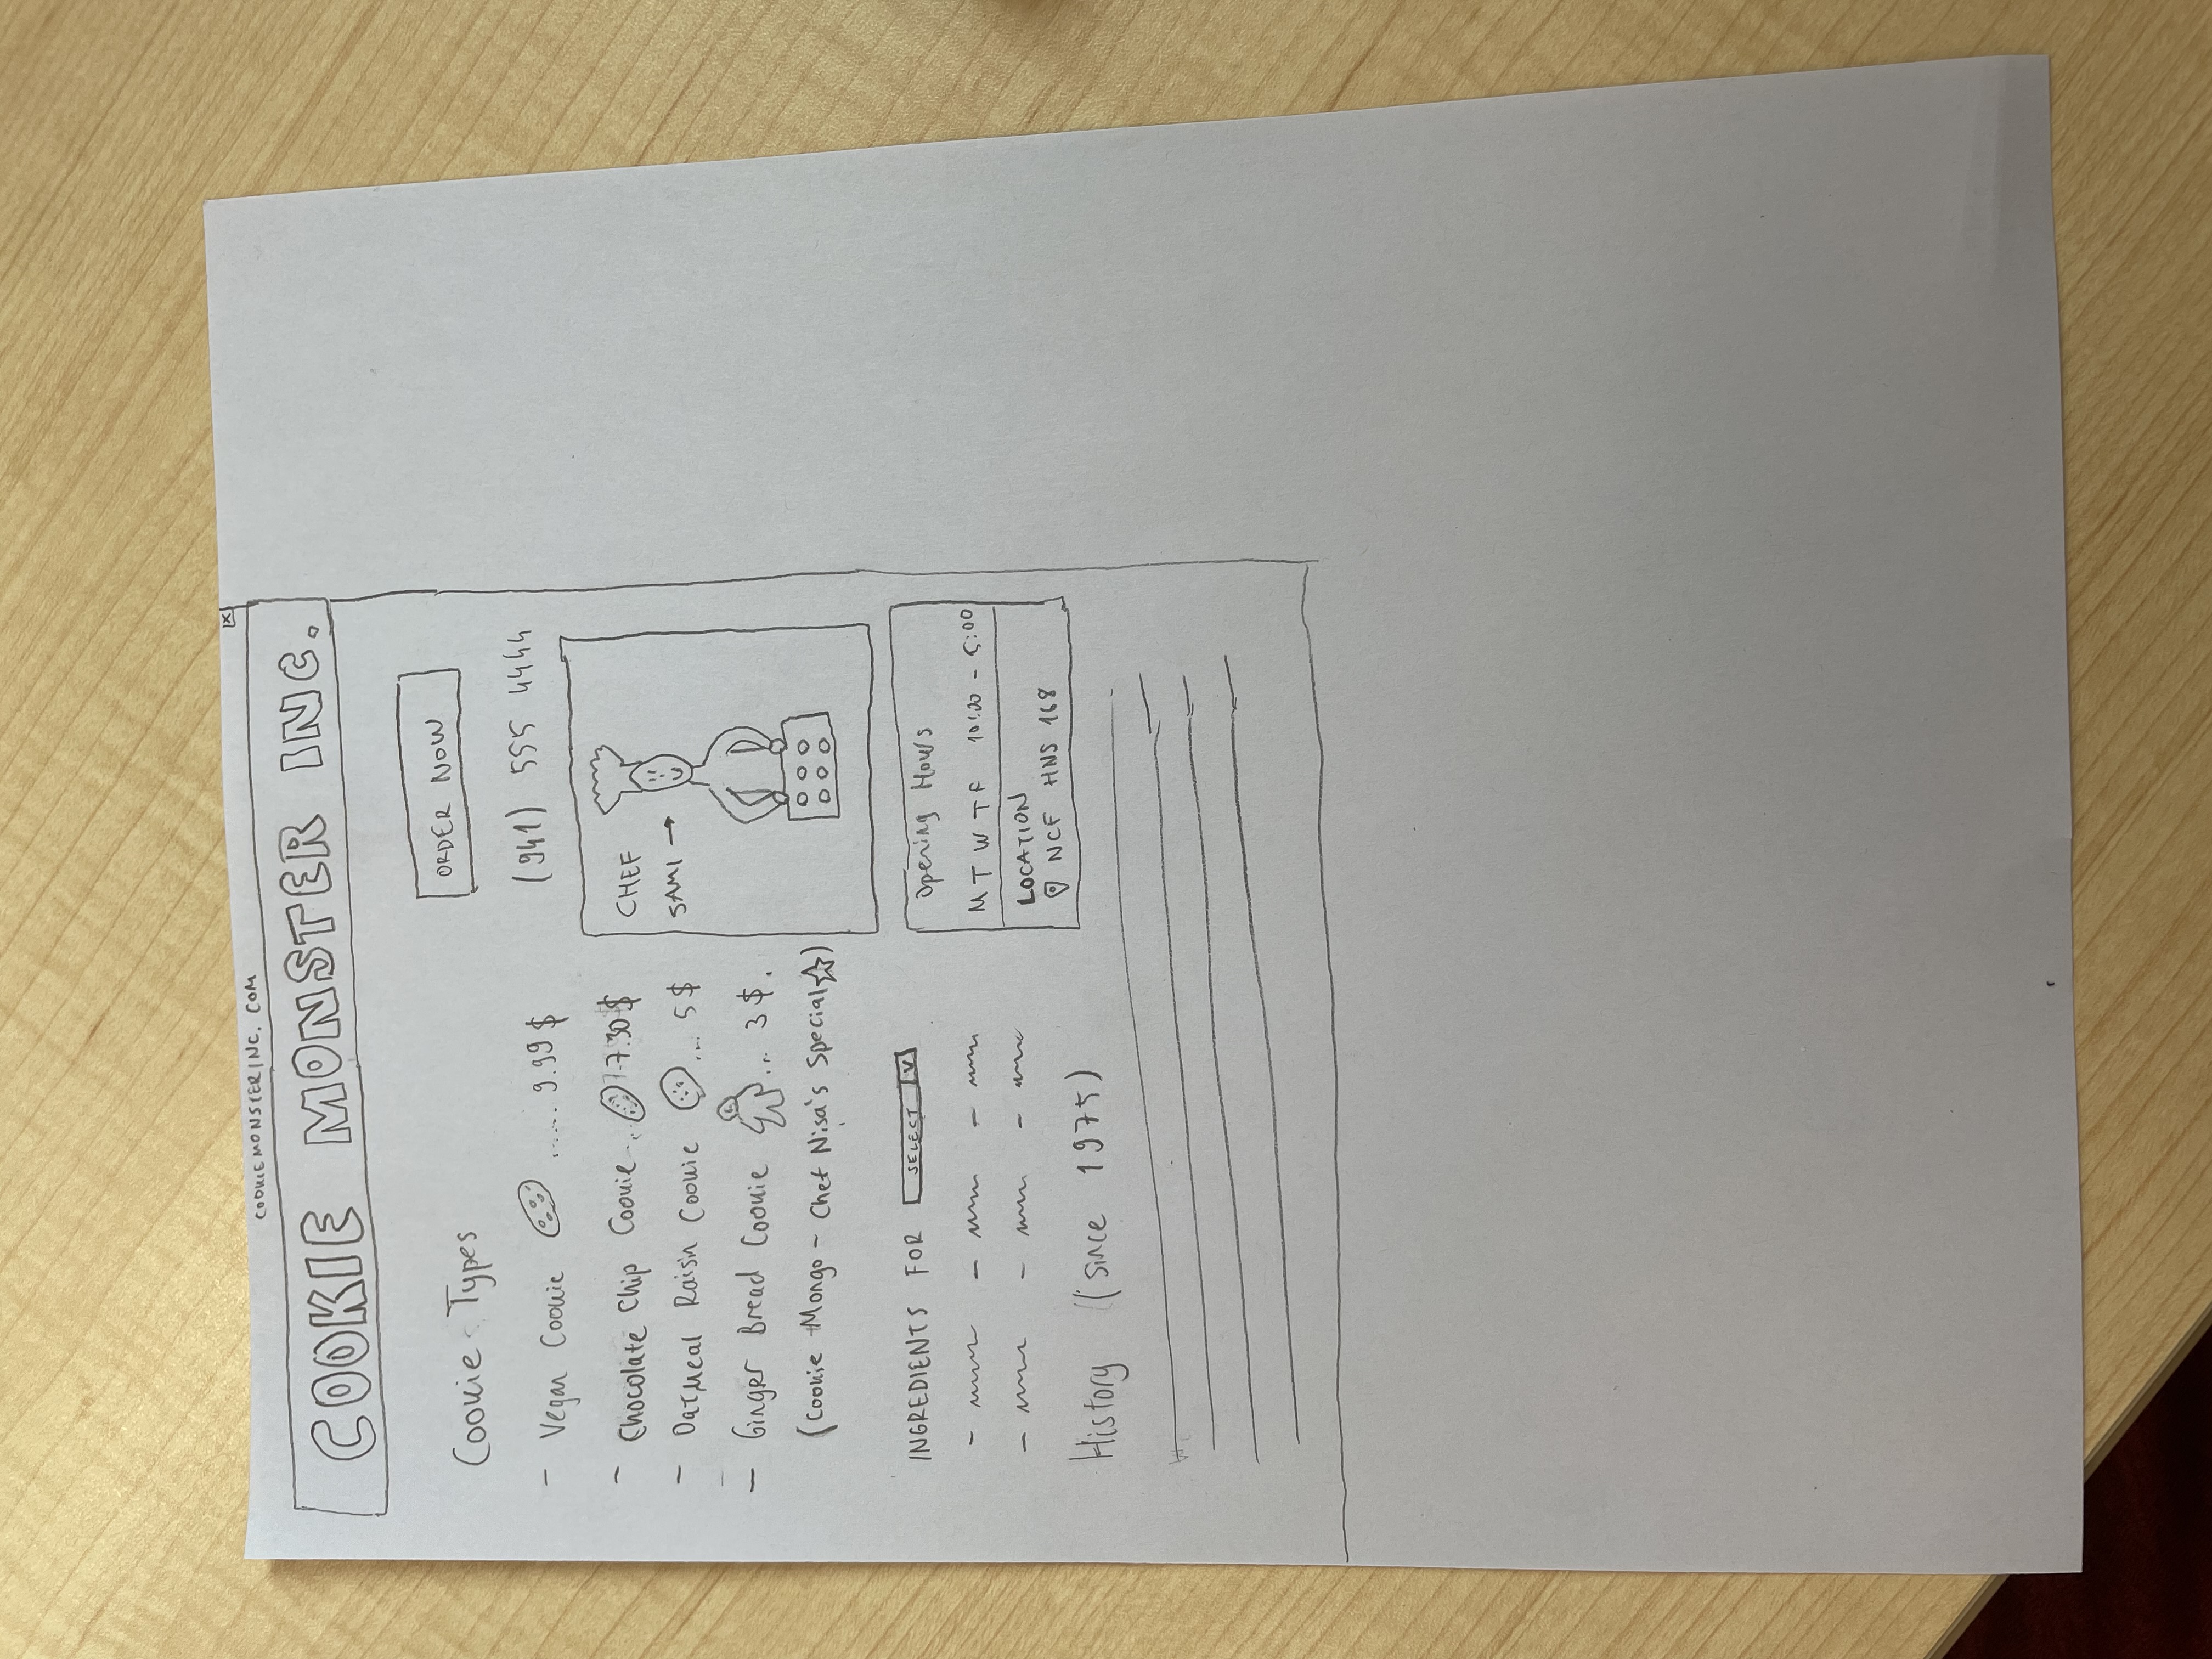 COOKIEMONSTERINC. COM
X
COOKIE MONSTER INC.
Cookie Types
- Vegan Cookie ...... 9.99 $
- Chocolate Chip Cookie .. 7.30 $
- Oatmeal Raisin Cookie ... 5 $
- Ginger Bread Cookie ... 3 $.
(Cookie Mongo - Chef Nisa's Special ☆)
INGREDIENTS FOR SELECT V
History (since 1975)
ORDER NOW
(941) 555 4444
CHEF
SAMI →
Opening Hours
M T W T F 10:00 - 5:00
LOCATION
NCF HNS 168